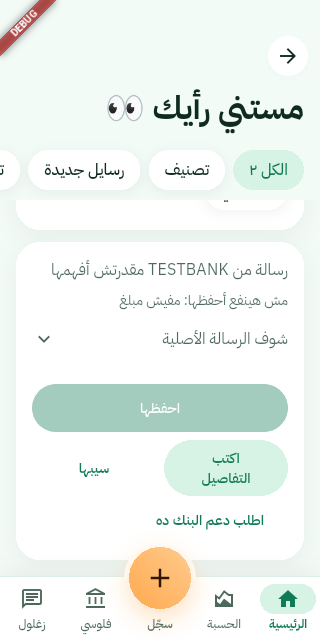 DEBUG
مستني رأيك 👀
الكل ٢
تصنيف
رسايل جديدة
رسالة من TESTBANK مقدرتش أفهمها
مش هينفع أحفظها: مفيش مبلغ
شوف الرسالة الأصلية
احفظها
اكتب
التفاصيل
سيبها
اطلب دعم البنك ده
الرئيسية
الحسبة
سجّل
فلوسي
زغلول